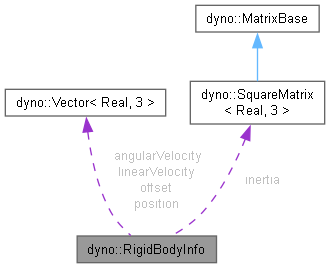 dyno::MatrixBase
dyno::Vector< Real, 3 >
dyno::SquareMatrix
< Real, 3 >
angularVelocity
linearVelocity
offset
position
inertia
dyno::RigidBodyInfo